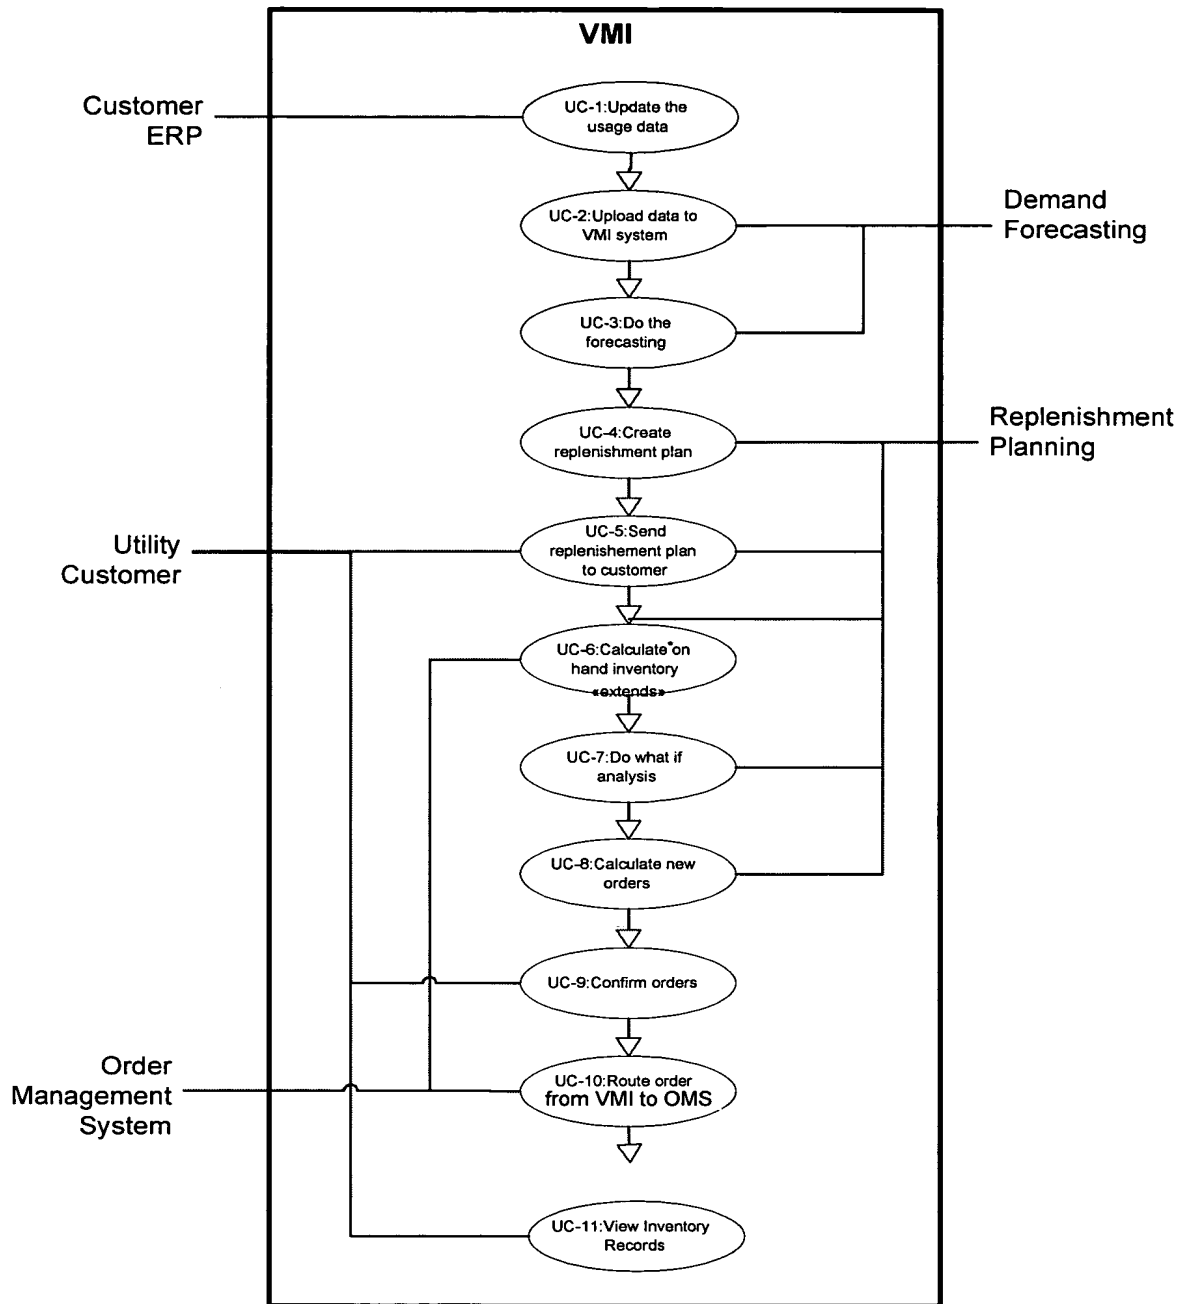 VMI
Customer
ERP
UC-1:Update the
usage data
UC-2:Upload data to
VMI system
Demand
Forecasting
UC-3:Do the
forecasting
UC-4:Create
replenishment plan
Replenishment
Planning
UC-5:Send
replenishement plan
to customer
Utility
Customer
UC-6:Calculate*on
hand inventory
«extends»
UC-7:Do what if
analysis
UC-8:Calculate new
orders
UC-9:Confirm orders
Order
Management
System
UC-10:Route order
from VMI to OMS
UC-11:View Inventory
Records